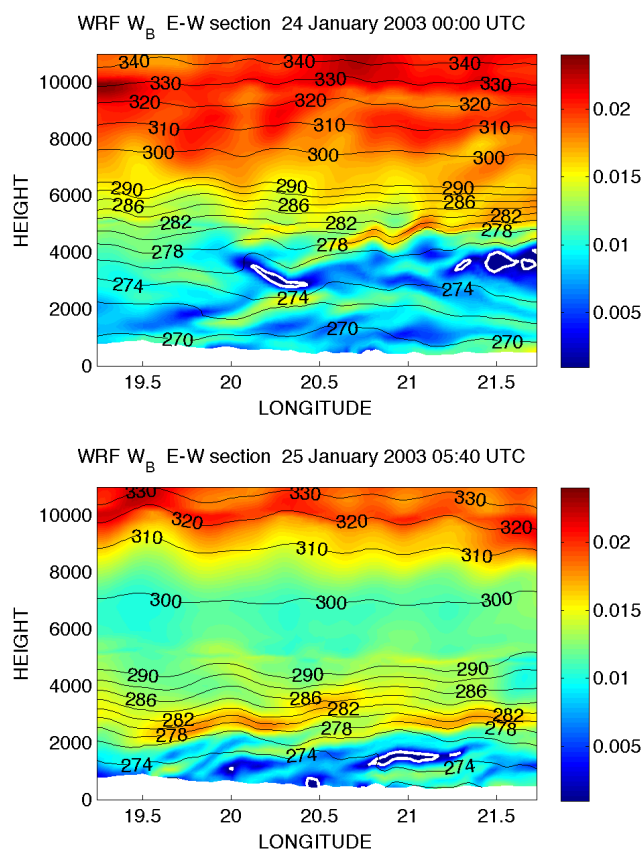 WRF W_B E-W section 24 January 2003 00:00 UTC
340 340 340
10000
330 330 330
320 320 320
0.02
310 310 310
8000
300 300 300
0.015
6000
290 290 290
286 286 286
282 282 282
HEIGHT
278 278 278
4000
0.01
274 274 274
2000
0.005
270 270 270
0
19.5 20 20.5 21 21.5
LONGITUDE
WRF W_B E-W section 25 January 2003 05:40 UTC
330 330 330
10000
320 320 320
0.02
310 310 310
8000
300 300 300
0.015
6000
HEIGHT
290 290 290
4000
0.01
286 286 286
282 282 282
278 278 278
2000
0.005
274 274 274
0
19.5 20 20.5 21 21.5
LONGITUDE